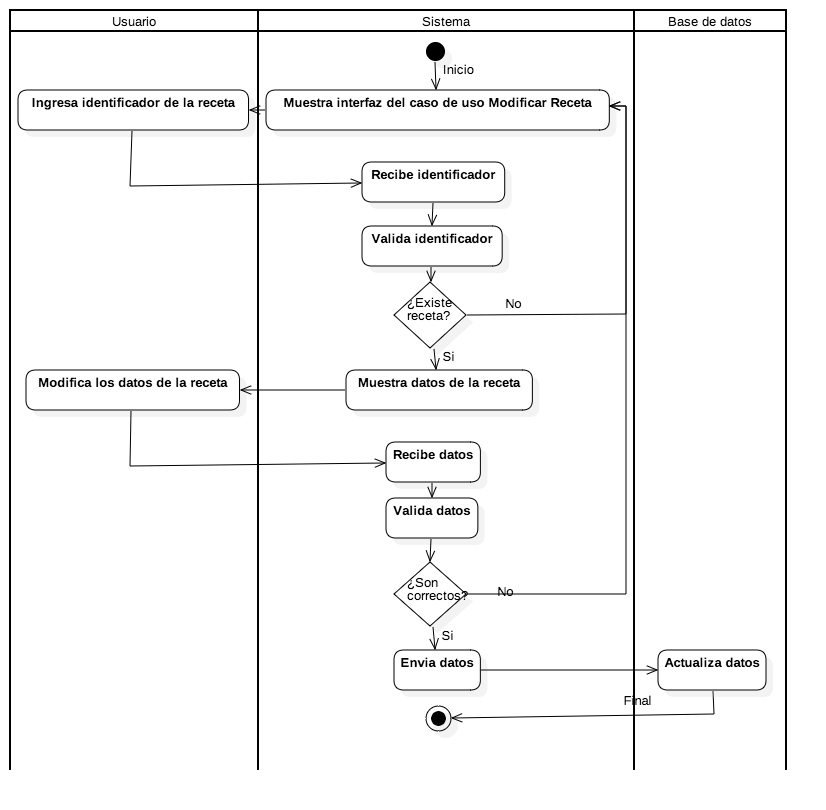 Usuario
Sistema
Base de datos
Inicio
Ingresa identificador de la receta
Muestra interfaz del caso de uso Modificar Receta
Recibe identificador
Valida identificador
¿Existe
receta?
No
Si
Modifica los datos de la receta
Muestra datos de la receta
Recibe datos
Valida datos
¿Son
correctos?
No
Si
Envia datos
Actualiza datos
Final